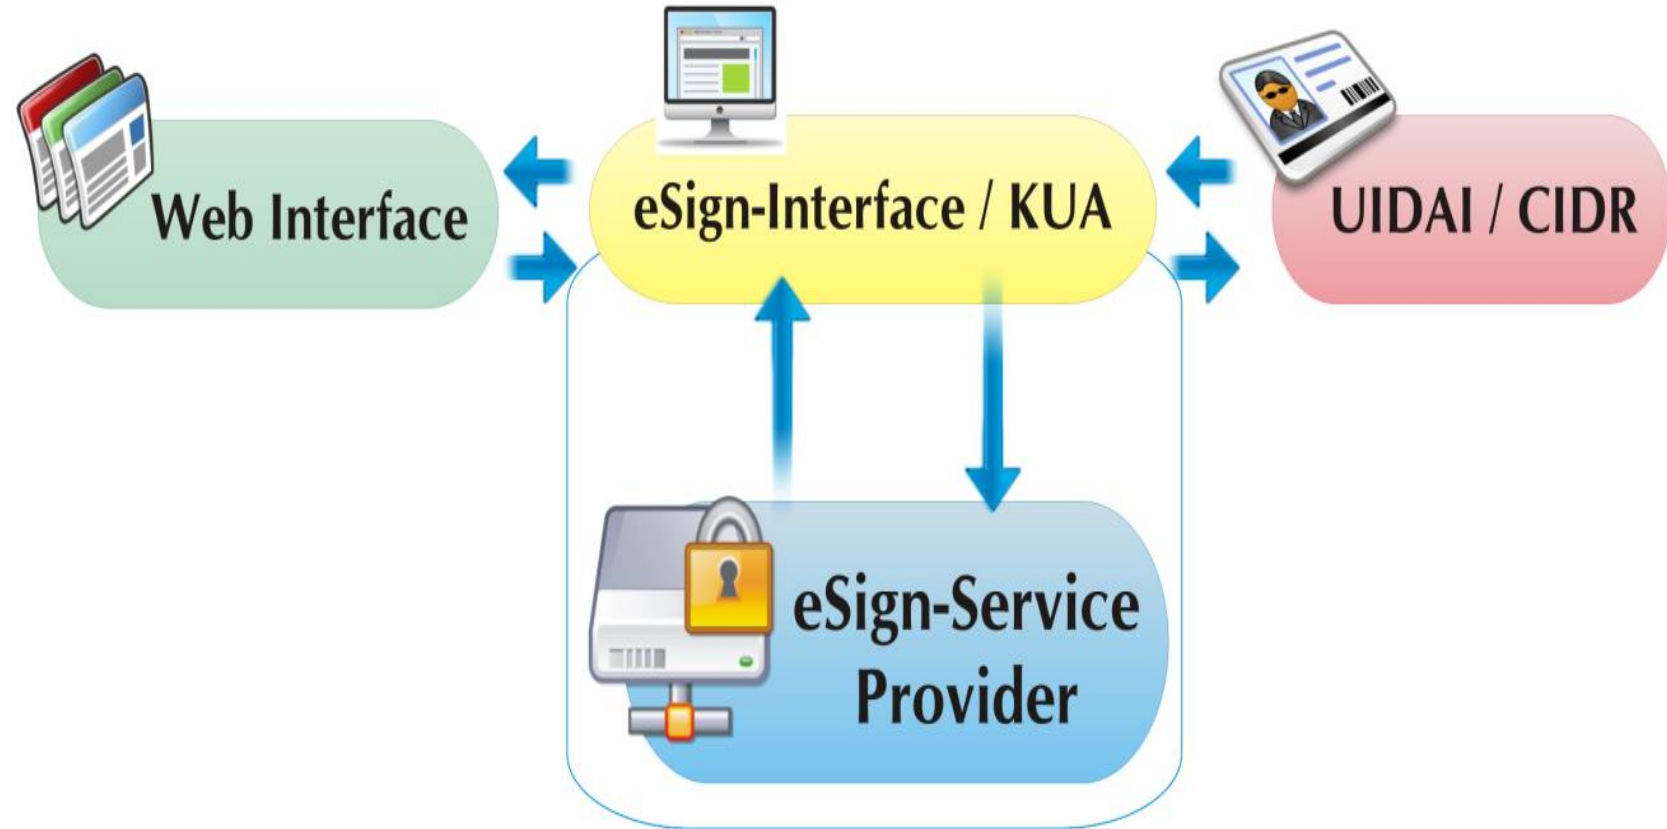 Web Interface
eSign-Interface / KUA
UIDAI / CIDR
eSign-Service
Provider